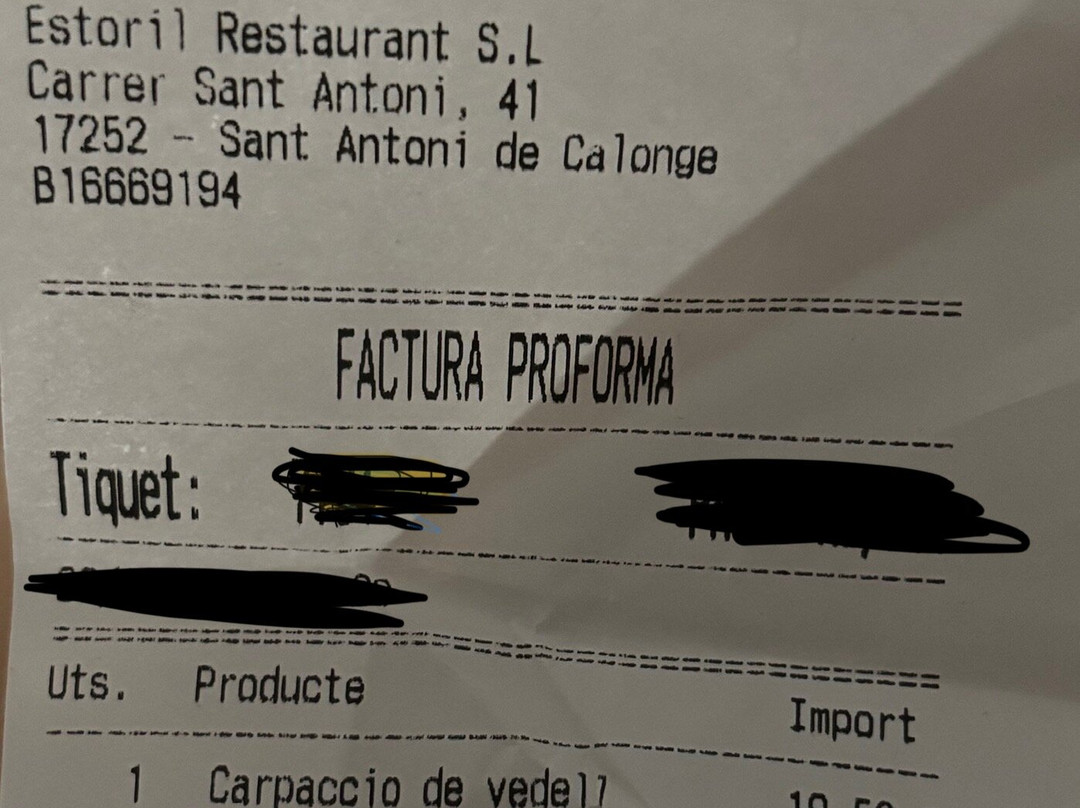 Estoril Restaurant S.L
Carrer Sant Antoni, 41
17252 - Sant Antoni de Calonge
B16669194
FACTURA PROFORMA
Tiquet:
Uts. Producte Import
1 Carpaccio de vedell